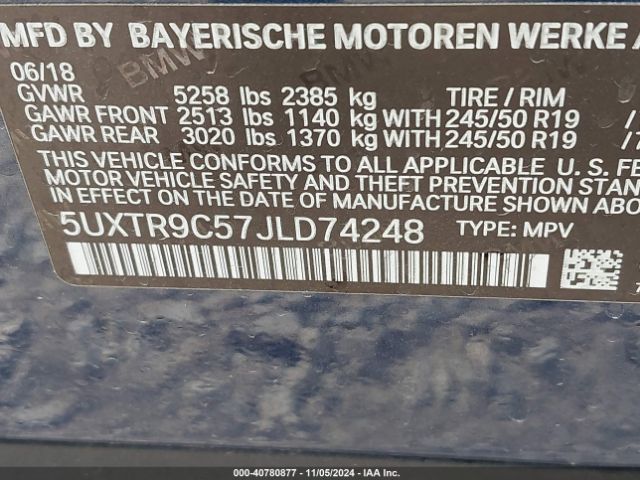 MFD BY BAYERISCHE MOTOREN WERKE
06/18
GVWR 5258 lbs 2385 kg TIRE / RIM
GAWR FRONT 2513 lbs 1140 kg WITH 245/50 R19
GAWR REAR 3020 lbs 1370 kg WITH 245/50 R19
THIS VEHICLE CONFORMS TO ALL APPLICABLE U. S. FE
MOTOR VEHICLE SAFETY AND THEFT PREVENTION STAN
IN EFFECT ON THE DATE OF MANUFACTURE SHOWN ABO
5UXTR9C57JLD74248 TYPE: MPV
000-40780877 - 11/05/2024 - IAAI.com